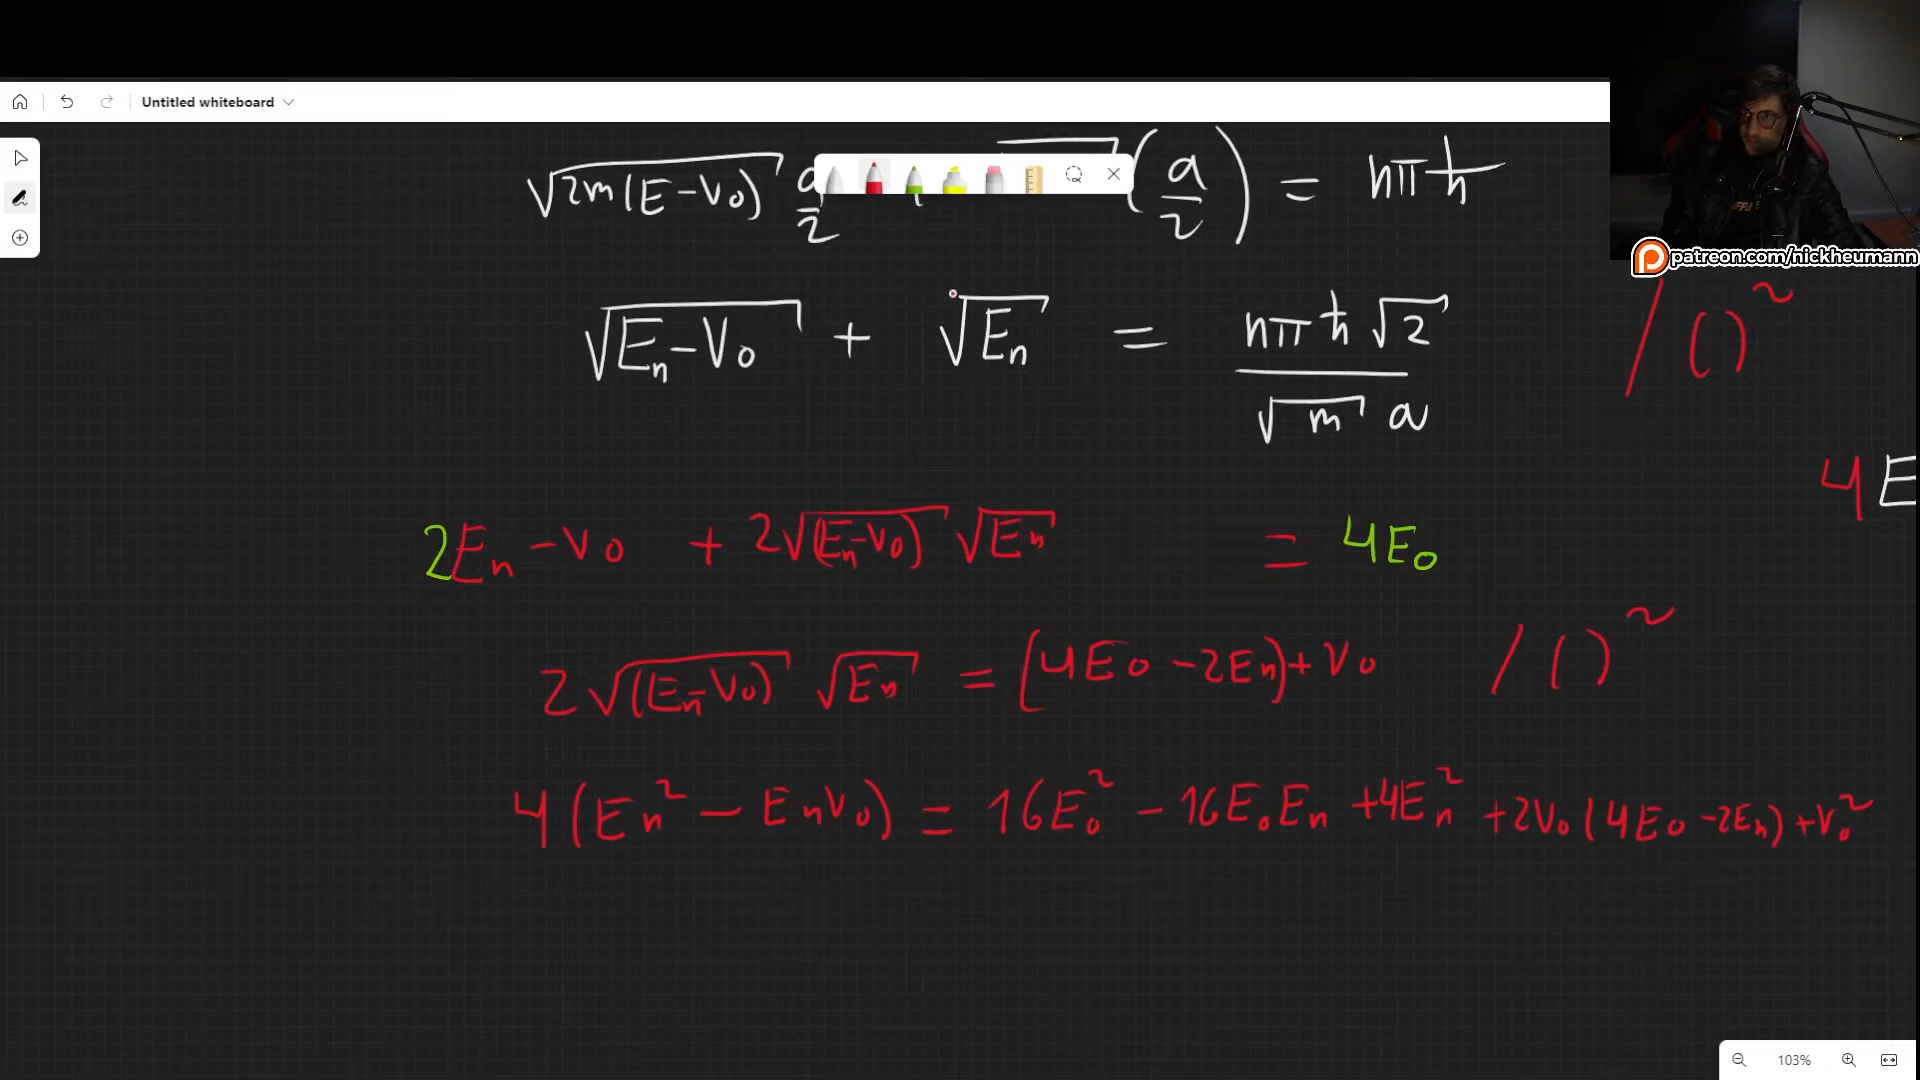 Untitled whiteboard
√2m(E-V₀) a/2 (a/2) = nπħ
patreon.com/nickheumann
√Eₙ-V₀ + √Eₙ = nπħ√2 / √m a / ( )²
4E
2Eₙ - V₀ + 2√(Eₙ-V₀) √Eₙ = 4E₀
2√(Eₙ-V₀) √Eₙ = (4E₀ - 2Eₙ) + V₀ / ( )²
4(Eₙ² - EₙV₀) = 16E₀² - 16E₀Eₙ + 4Eₙ² + 2V₀(4E₀ - 2Eₙ) + V₀²
103%